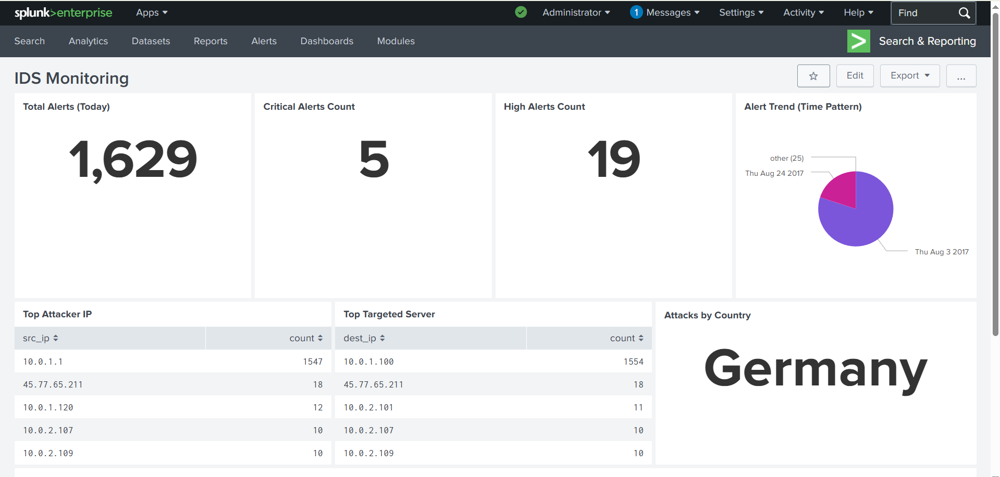 splunk>enterprise Apps Administrator 1 Messages Settings Activity Help Find
Search Analytics Datasets Reports Alerts Dashboards Modules > Search & Reporting
IDS Monitoring Edit Export ...
Total Alerts (Today)
1,629
Critical Alerts Count
5
High Alerts Count
19
Alert Trend (Time Pattern)
other (25)
Thu Aug 24 2017
Thu Aug 3 2017
Top Attacker IP
src_ip count
10.0.1.1 1547
45.77.65.211 18
10.0.1.120 12
10.0.2.107 10
10.0.2.109 10
Top Targeted Server
dest_ip count
10.0.1.100 1554
45.77.65.211 18
10.0.2.101 11
10.0.2.107 10
10.0.2.109 10
Attacks by Country
Germany